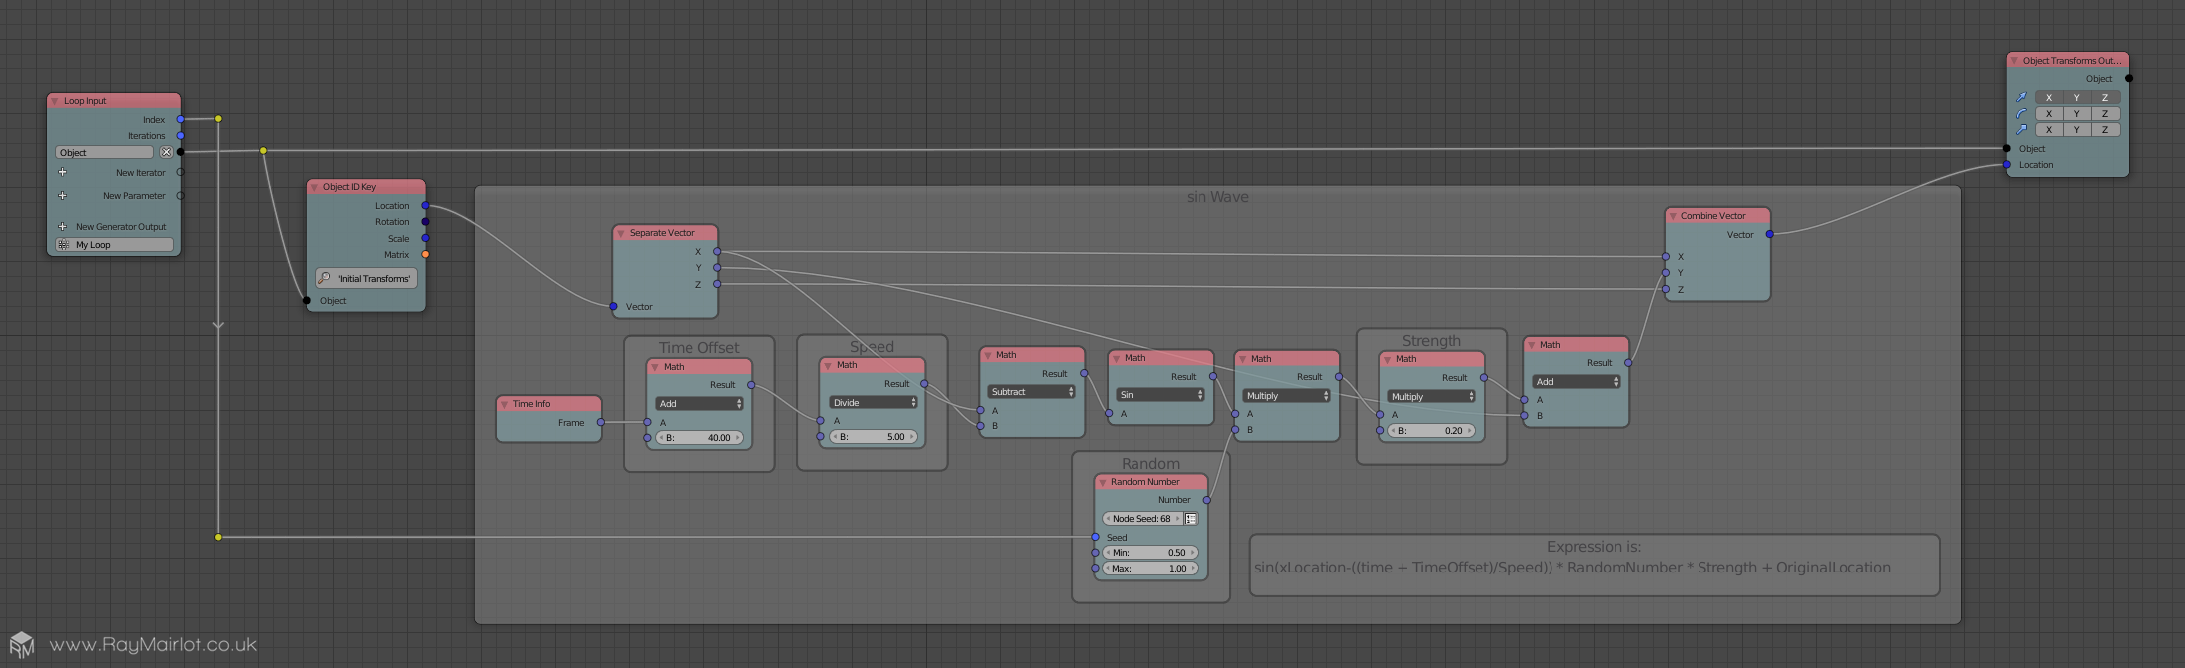 Loop Input
Index
Iterations
Object
New Iterator
New Parameter
New Generator Output
My Loop
Object ID Key
Location
Rotation
Scale
Matrix
'Initial Transforms'
Object
sin Wave
Separate Vector
X
Y
Z
Vector
Time Info
Frame
Time Offset
Math
Result
Add
A
B: 40.00
Speed
Math
Result
Divide
A
B: 5.00
Math
Result
Subtract
A
B
Math
Result
Sin
A
Math
Result
Multiply
A
B
Random
Random Number
Number
Node Seed: 68
Seed
Min: 0.50
Max: 1.00
Strength
Math
Result
Multiply
A
B: 0.20
Math
Result
Add
A
B
Combine Vector
Vector
X
Y
Z
Expression is:
sin(xLocation-((time + TimeOffset)/Speed)) * RandomNumber * Strength + OriginalLocation
Object Transforms Out...
Object
X Y Z
X Y Z
X Y Z
Object
Location
RM www.RayMairlot.co.uk